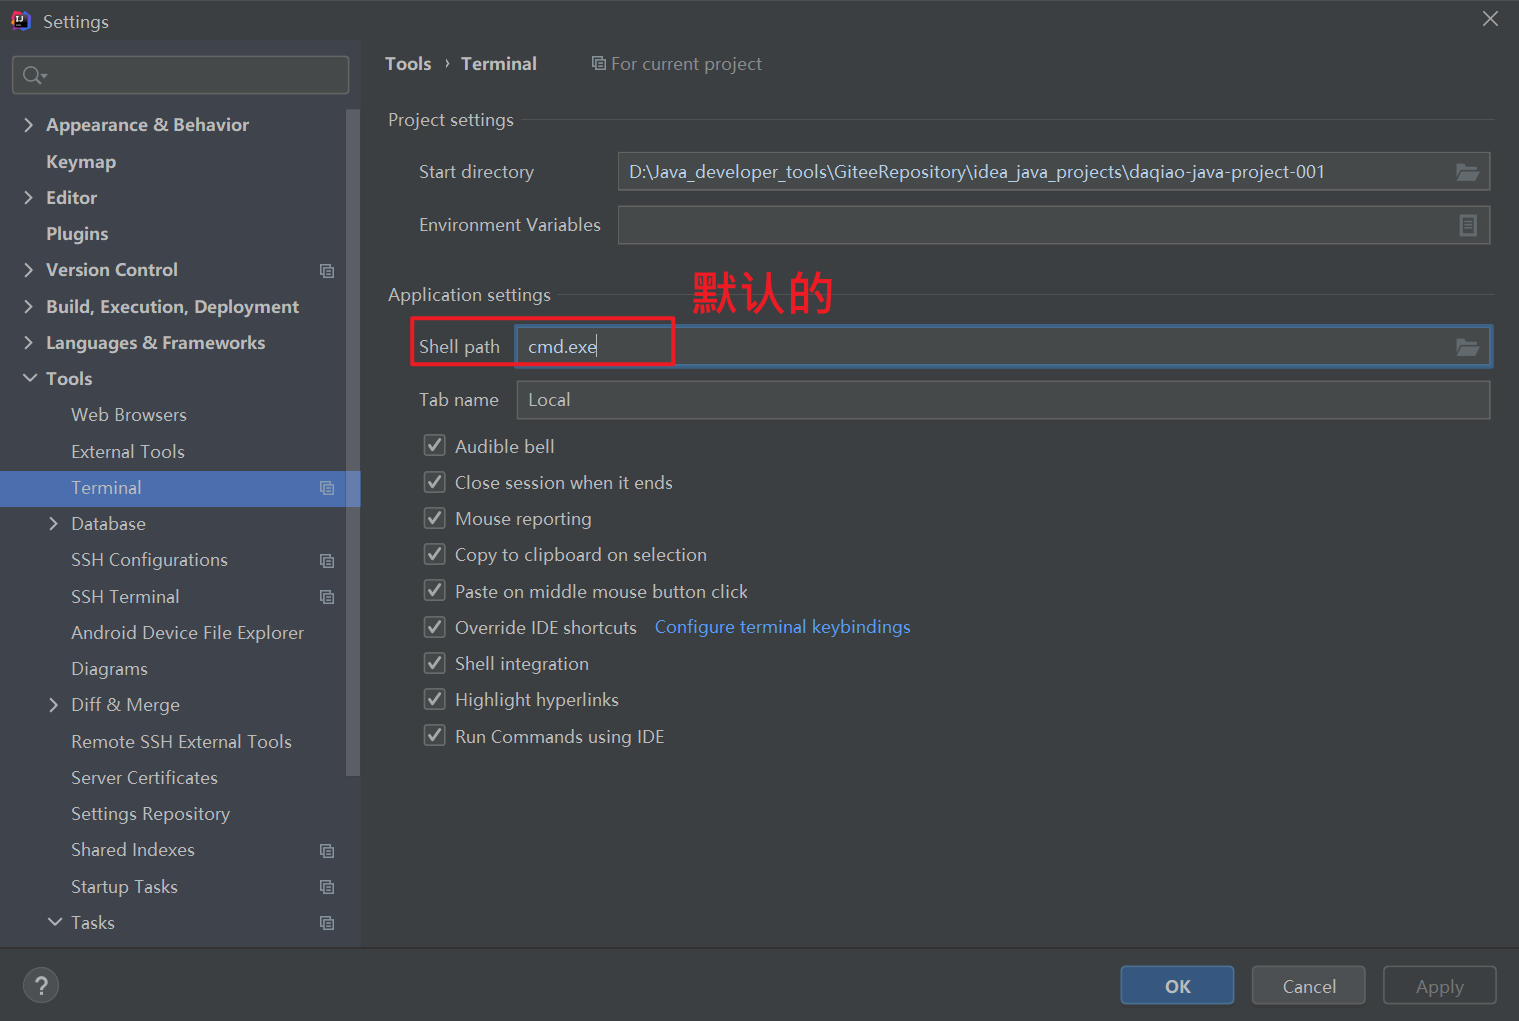 Settings
Tools › Terminal For current project
Appearance & Behavior
Keymap
Editor
Plugins
Version Control
Build, Execution, Deployment
Languages & Frameworks
Tools
Web Browsers
External Tools
Terminal
Database
SSH Configurations
SSH Terminal
Android Device File Explorer
Diagrams
Diff & Merge
Remote SSH External Tools
Server Certificates
Settings Repository
Shared Indexes
Startup Tasks
Tasks
Project settings
Start directory D:\Java_developer_tools\GiteeRepository\idea_java_projects\daqiao-java-project-001
Environment Variables
Application settings
默认的
Shell path cmd.exe
Tab name Local
Audible bell
Close session when it ends
Mouse reporting
Copy to clipboard on selection
Paste on middle mouse button click
Override IDE shortcuts Configure terminal keybindings
Shell integration
Highlight hyperlinks
Run Commands using IDE
?
OK Cancel Apply